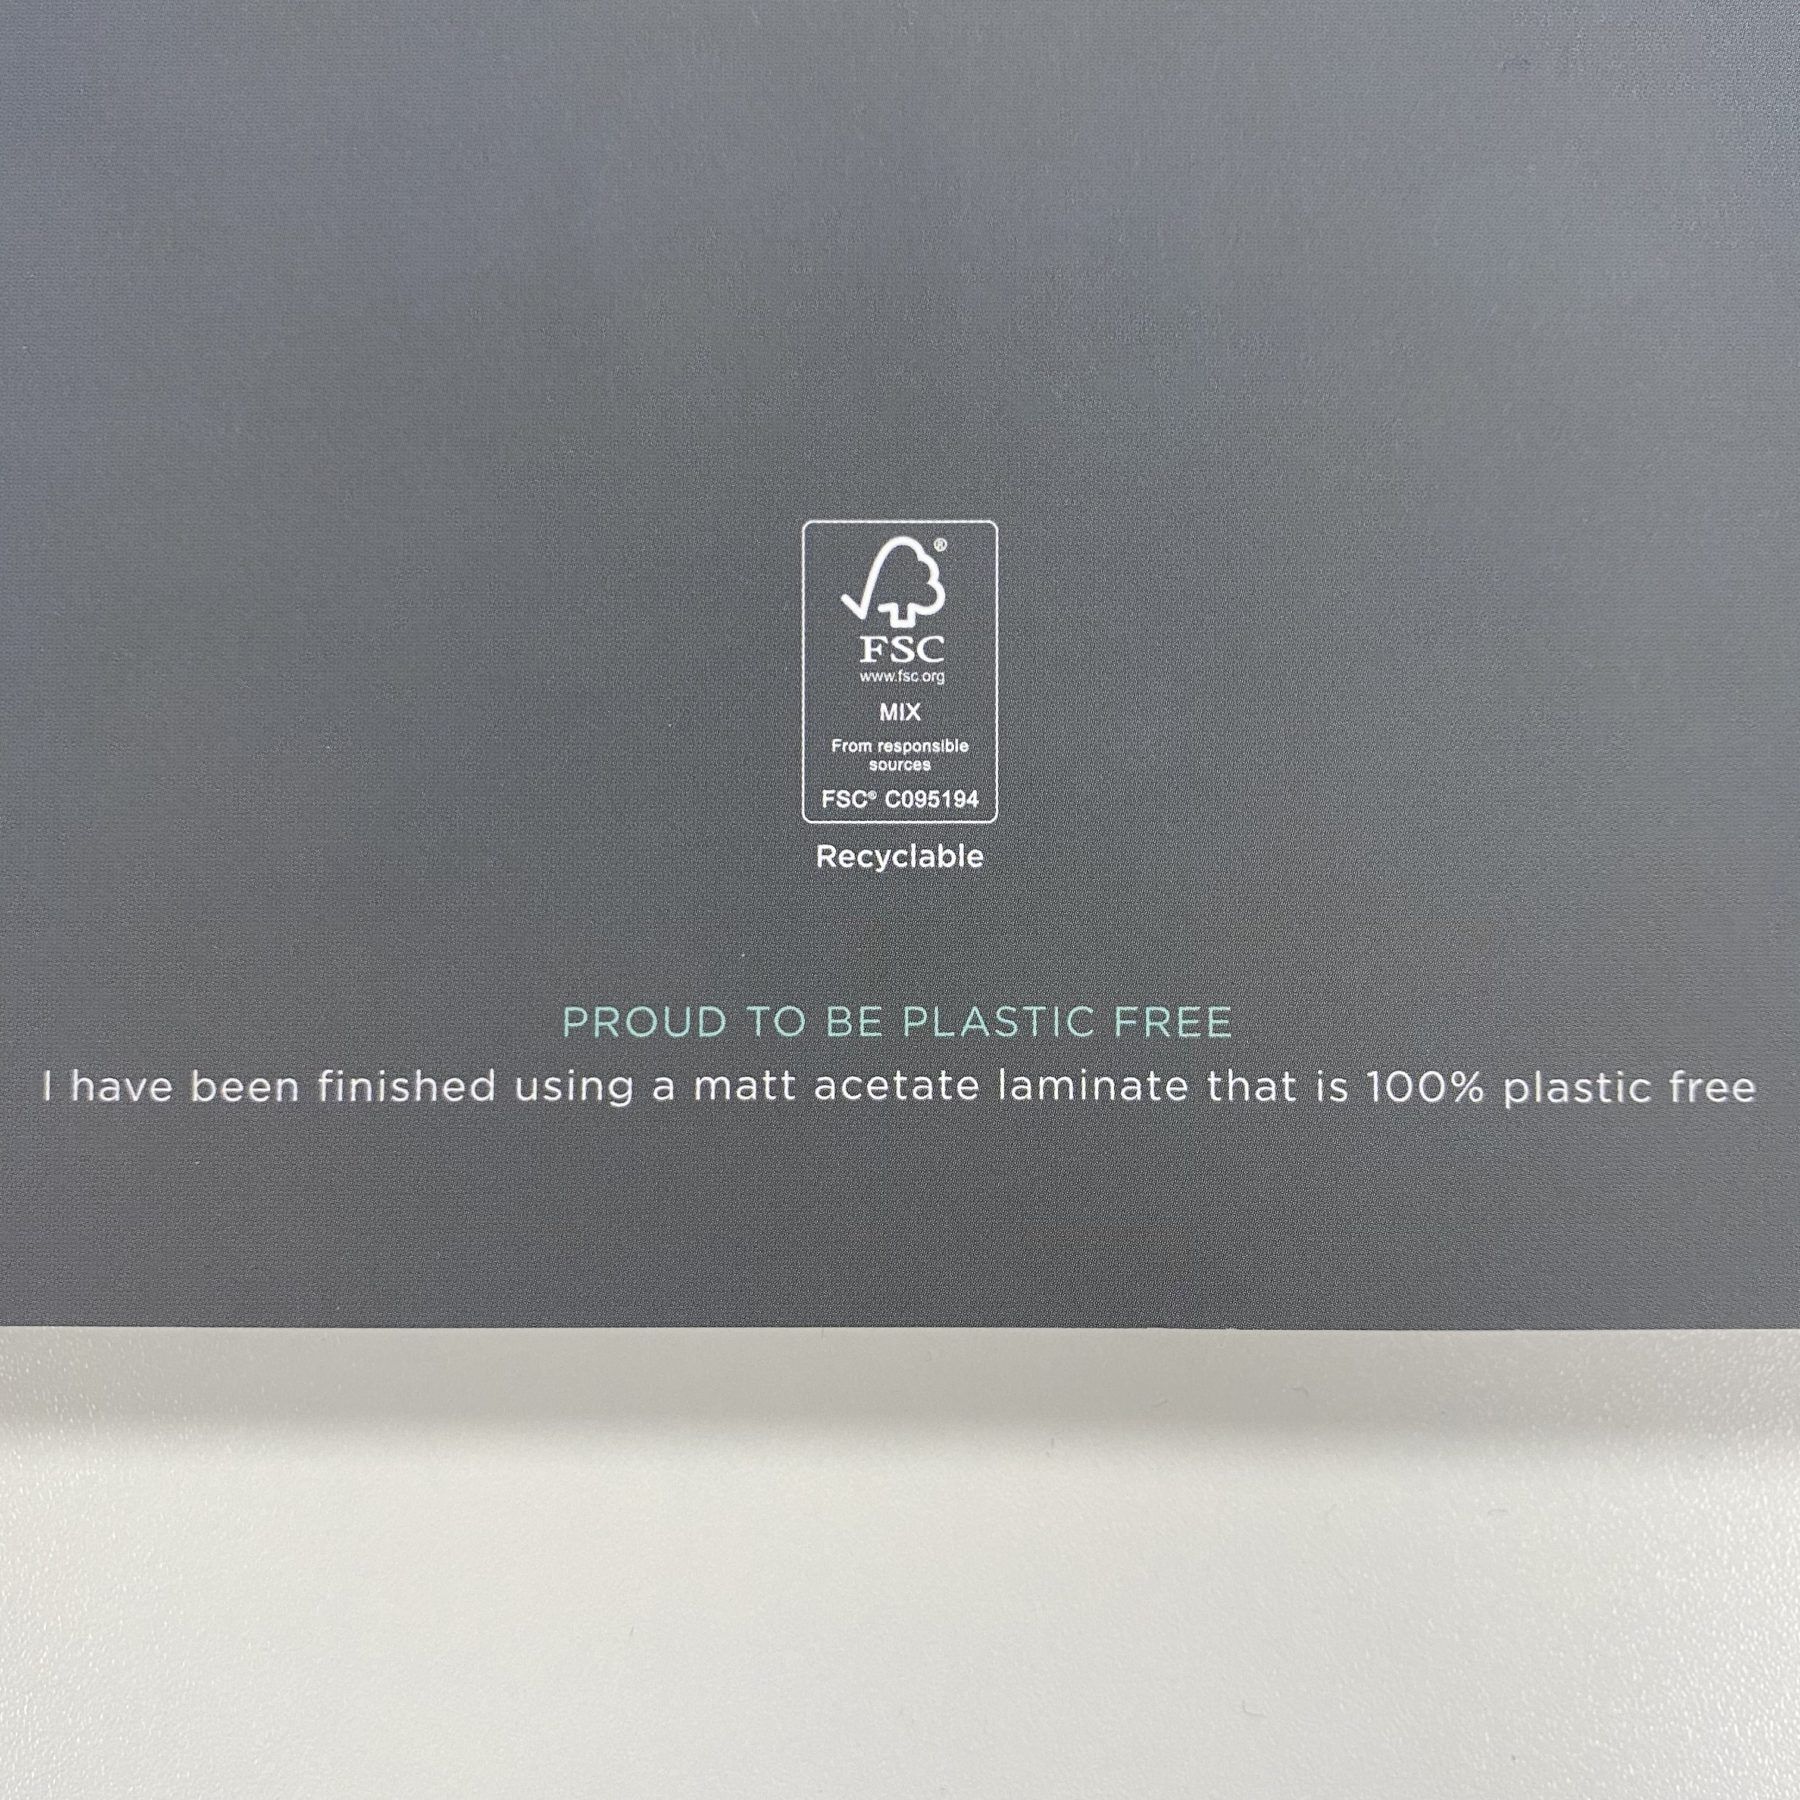 ®
FSC
www.fsc.org
MIX
From responsible
sources
FSC® C095194
Recyclable
PROUD TO BE PLASTIC FREE
I have been finished using a matt acetate laminate that is 100% plastic free